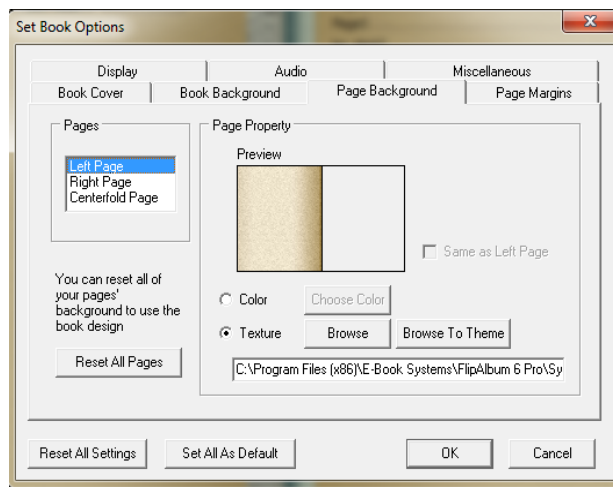 Set Book Options
Display
Audio
Miscellaneous
Book Cover
Book Background
Page Background
Page Margins
Pages
Left Page
Right Page
Centerfold Page
You can reset all of
your pages'
background to use the
book design
Reset All Pages
Page Property
Preview
Same as Left Page
Color
Choose Color
Texture
Browse
Browse To Theme
C:\Program Files (x86)\E-Book Systems\FlipAlbum 6 Pro\Sy
Reset All Settings
Set All As Default
OK
Cancel